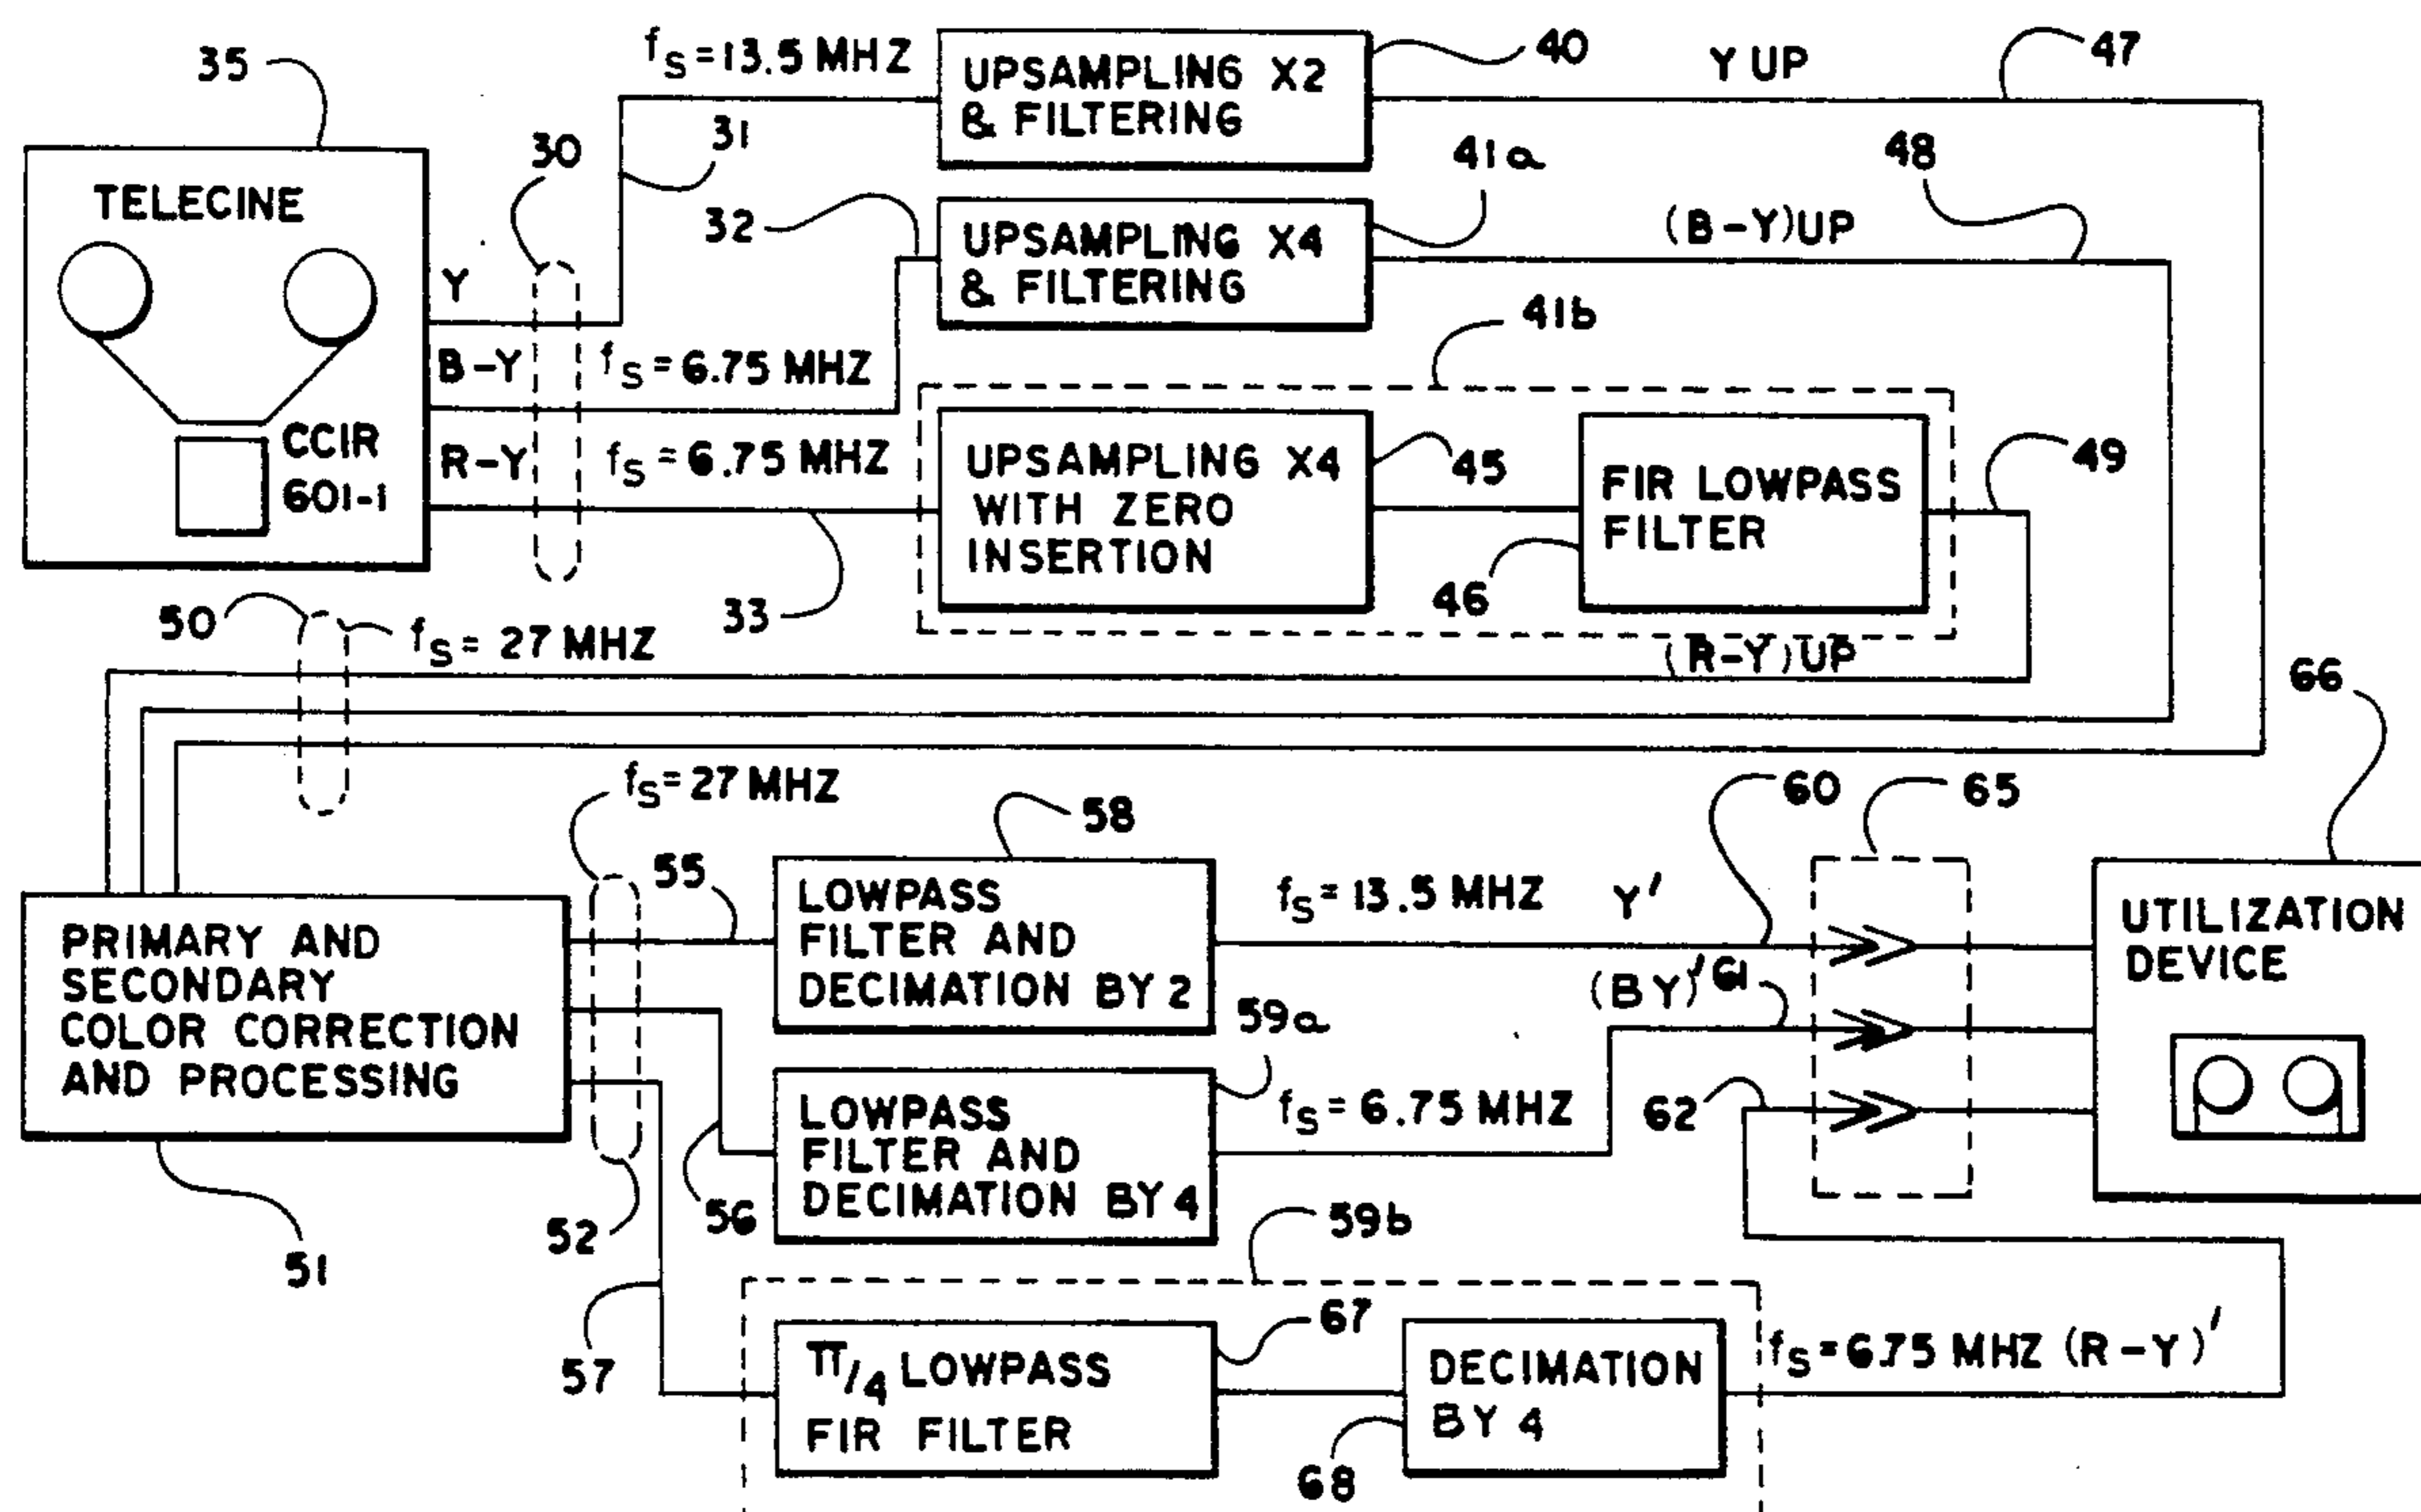 35
TELECINE
CCIR
601-1
Y
B-Y
R-Y
30
31
fS=13.5 MHZ
UPSAMPLING X2
& FILTERING
40
Y UP
47
32
fS=6.75 MHZ
UPSAMPLING X4
& FILTERING
41a
(B-Y)UP
48
33
fS=6.75 MHZ
41b
UPSAMPLING X4
WITH ZERO
INSERTION
45
FIR LOWPASS
FILTER
46
49
(R-Y)UP
50
fS= 27 MHZ
fS=27 MHZ
PRIMARY AND
SECONDARY
COLOR CORRECTION
AND PROCESSING
51
52
55
56
57
LOWPASS
FILTER AND
DECIMATION BY 2
58
fS= 13.5 MHZ
Y'
60
LOWPASS
FILTER AND
DECIMATION BY 4
59a
fS= 6.75 MHZ
(BY)'
61
62
65
66
UTILIZATION
DEVICE
59b
π/4 LOWPASS
FIR FILTER
67
DECIMATION
BY 4
68
fS=6.75 MHZ (R-Y)'